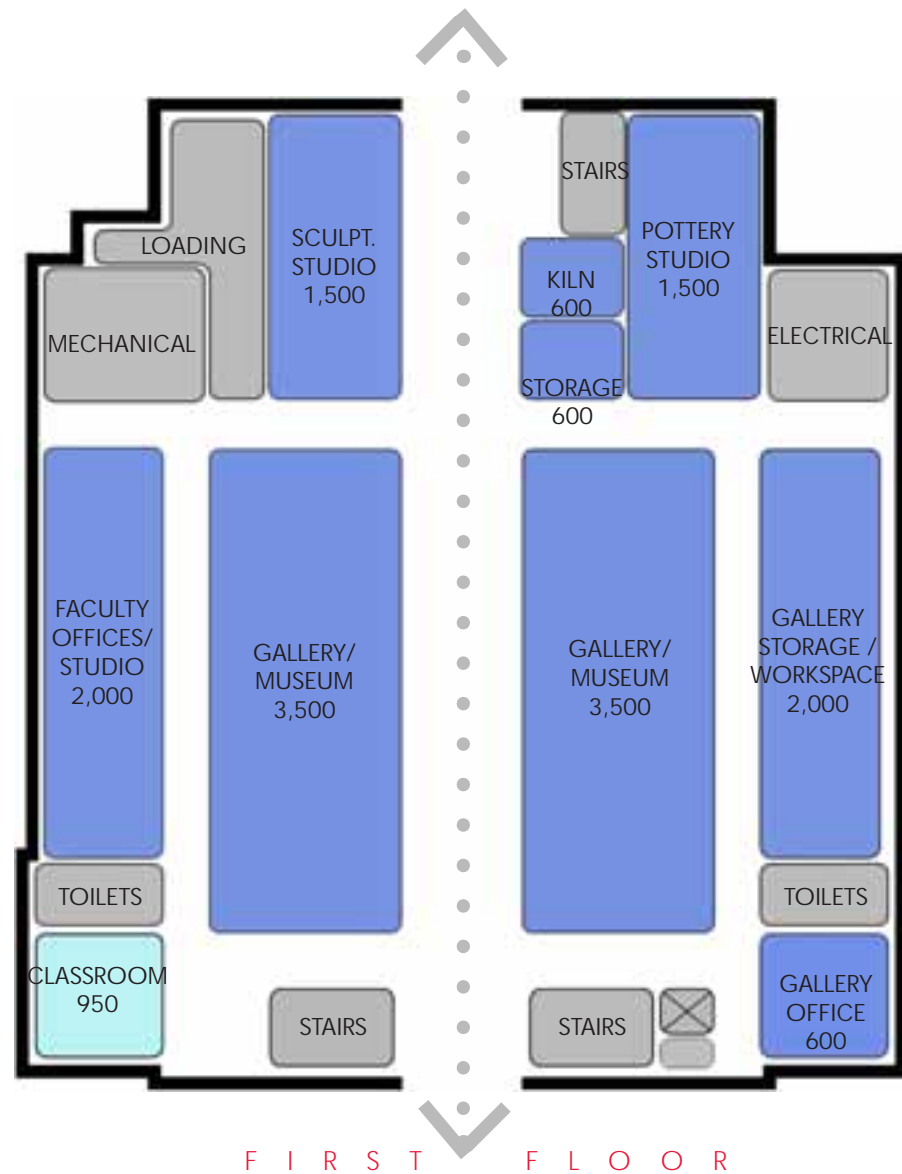 STAIRS
LOADING
SCULPT.
STUDIO
1,500
POTTERY
STUDIO
1,500
KILN
600
MECHANICAL
ELECTRICAL
STORAGE
600
FACULTY
OFFICES/
STUDIO
2,000
GALLERY/
MUSEUM
3,500
GALLERY/
MUSEUM
3,500
GALLERY
STORAGE /
WORKSPACE
2,000
TOILETS
TOILETS
CLASSROOM
950
STAIRS
STAIRS
GALLERY
OFFICE
600
FIRST FLOOR